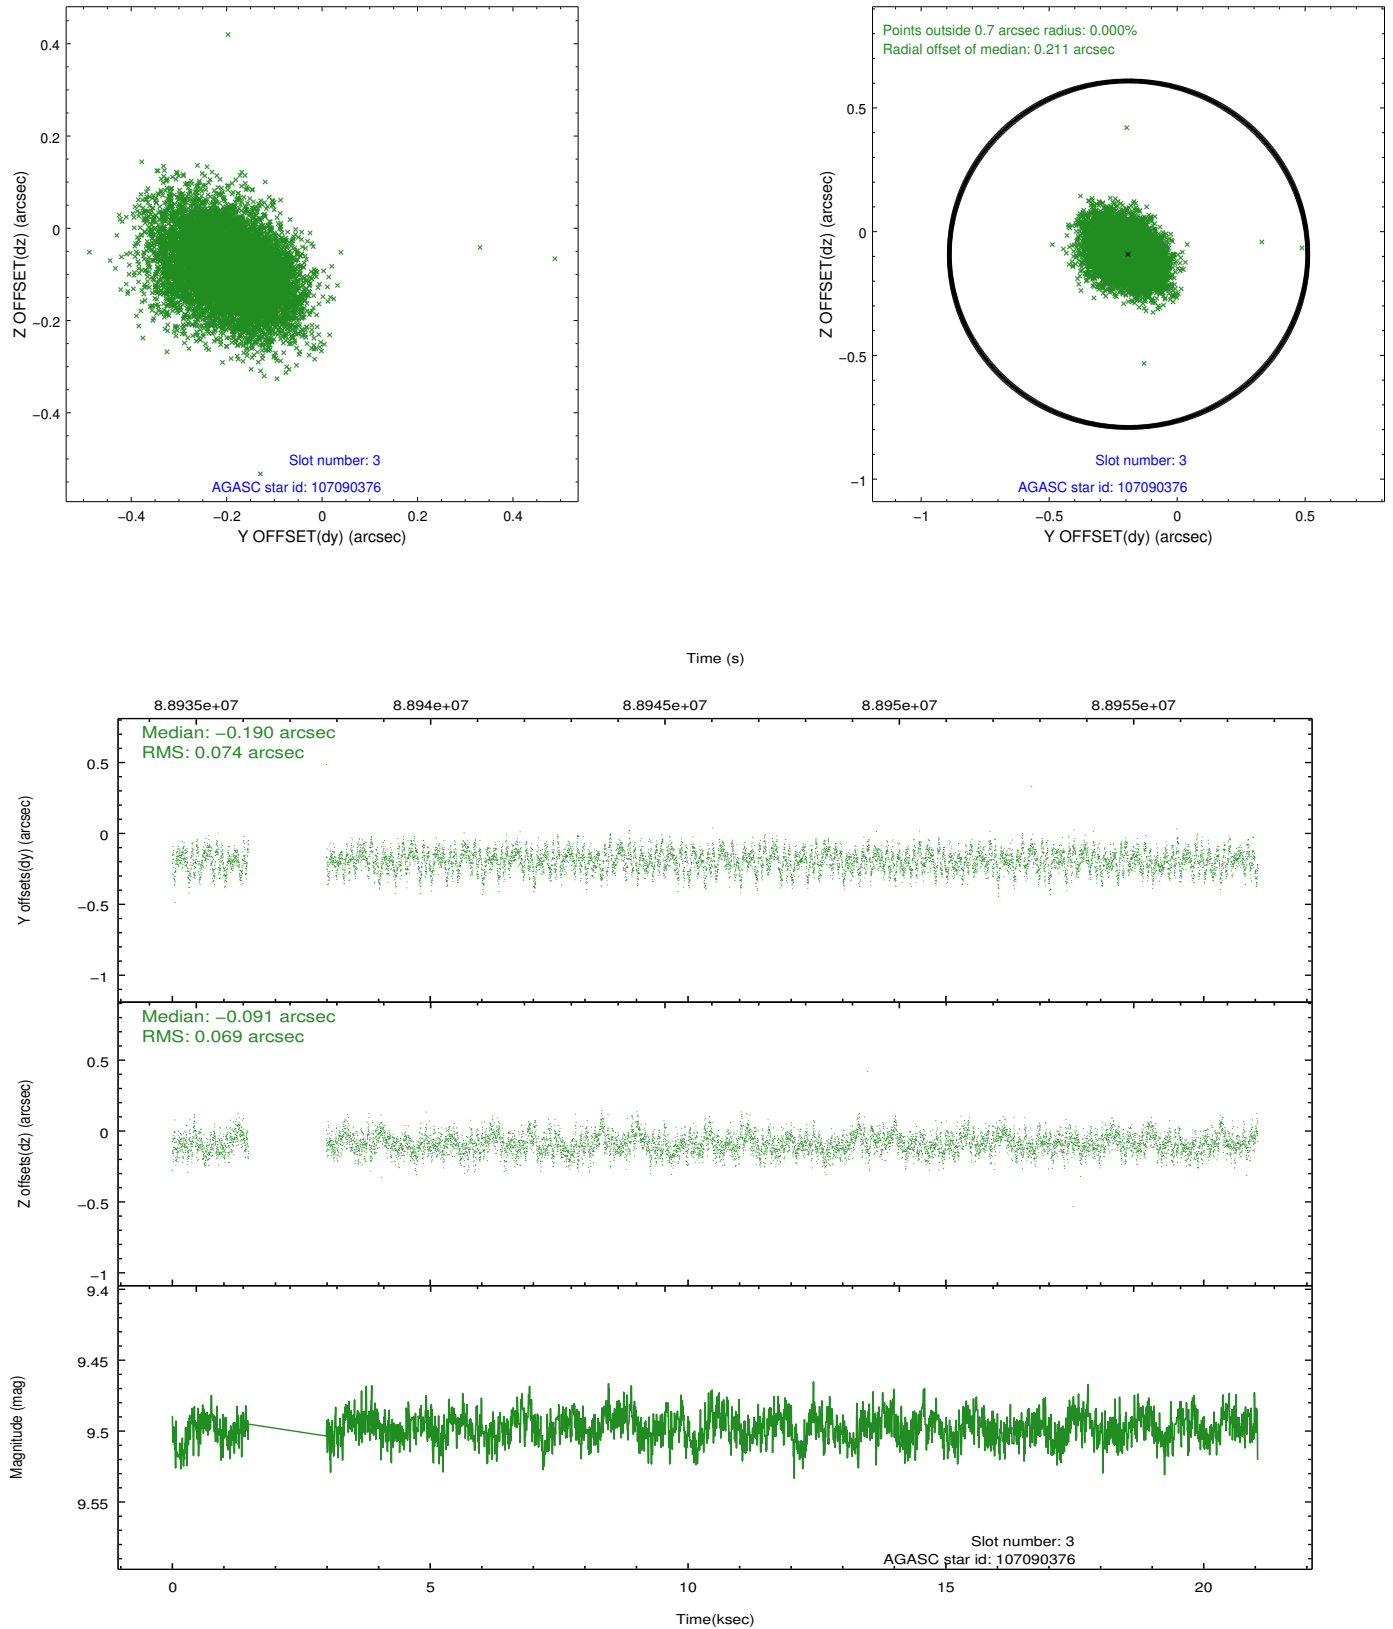 0.4
0.2
0
−0.2
−0.4
Z OFFSET(dz) (arcsec)
Slot number: 3
AGASC star id: 107090376
−0.4
−0.2
0
0.2
0.4
Y OFFSET(dy) (arcsec)
Points outside 0.7 arcsec radius: 0.000%
Radial offset of median: 0.211 arcsec
0.5
0
−0.5
−1
Z OFFSET(dz) (arcsec)
Slot number: 3
AGASC star id: 107090376
−1
−0.5
0
0.5
Y OFFSET(dy) (arcsec)
Time (s)
8.8935e+07
8.894e+07
8.8945e+07
8.895e+07
8.8955e+07
Median: −0.190 arcsec
RMS: 0.074 arcsec
0.5
0
−0.5
−1
Y offsets(dy) (arcsec)
Median: −0.091 arcsec
RMS: 0.069 arcsec
0.5
0
−0.5
−1
Z offsets(dz) (arcsec)
9.4
9.45
9.5
9.55
Magnitude (mag)
Slot number: 3
AGASC star id: 107090376
0
5
10
15
20
Time(ksec)